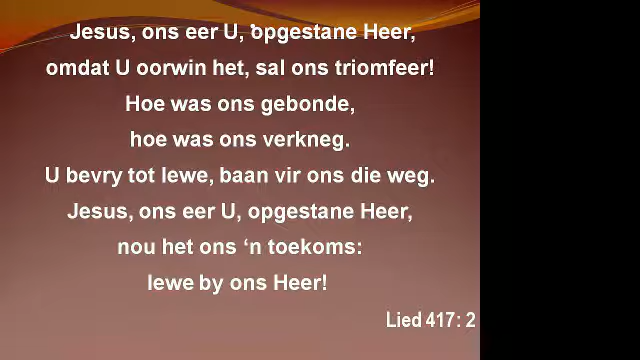 Jesus, ons eer U, opgestane Heer,
omdat U oorwin het, sal ons triomfeer!
Hoe was ons gebonde,
hoe was ons verkneg.
U bevry tot lewe, baan vir ons die weg.
Jesus, ons eer U, opgestane Heer,
nou het ons ‘n toekoms:
lewe by ons Heer!
Lied 417: 2